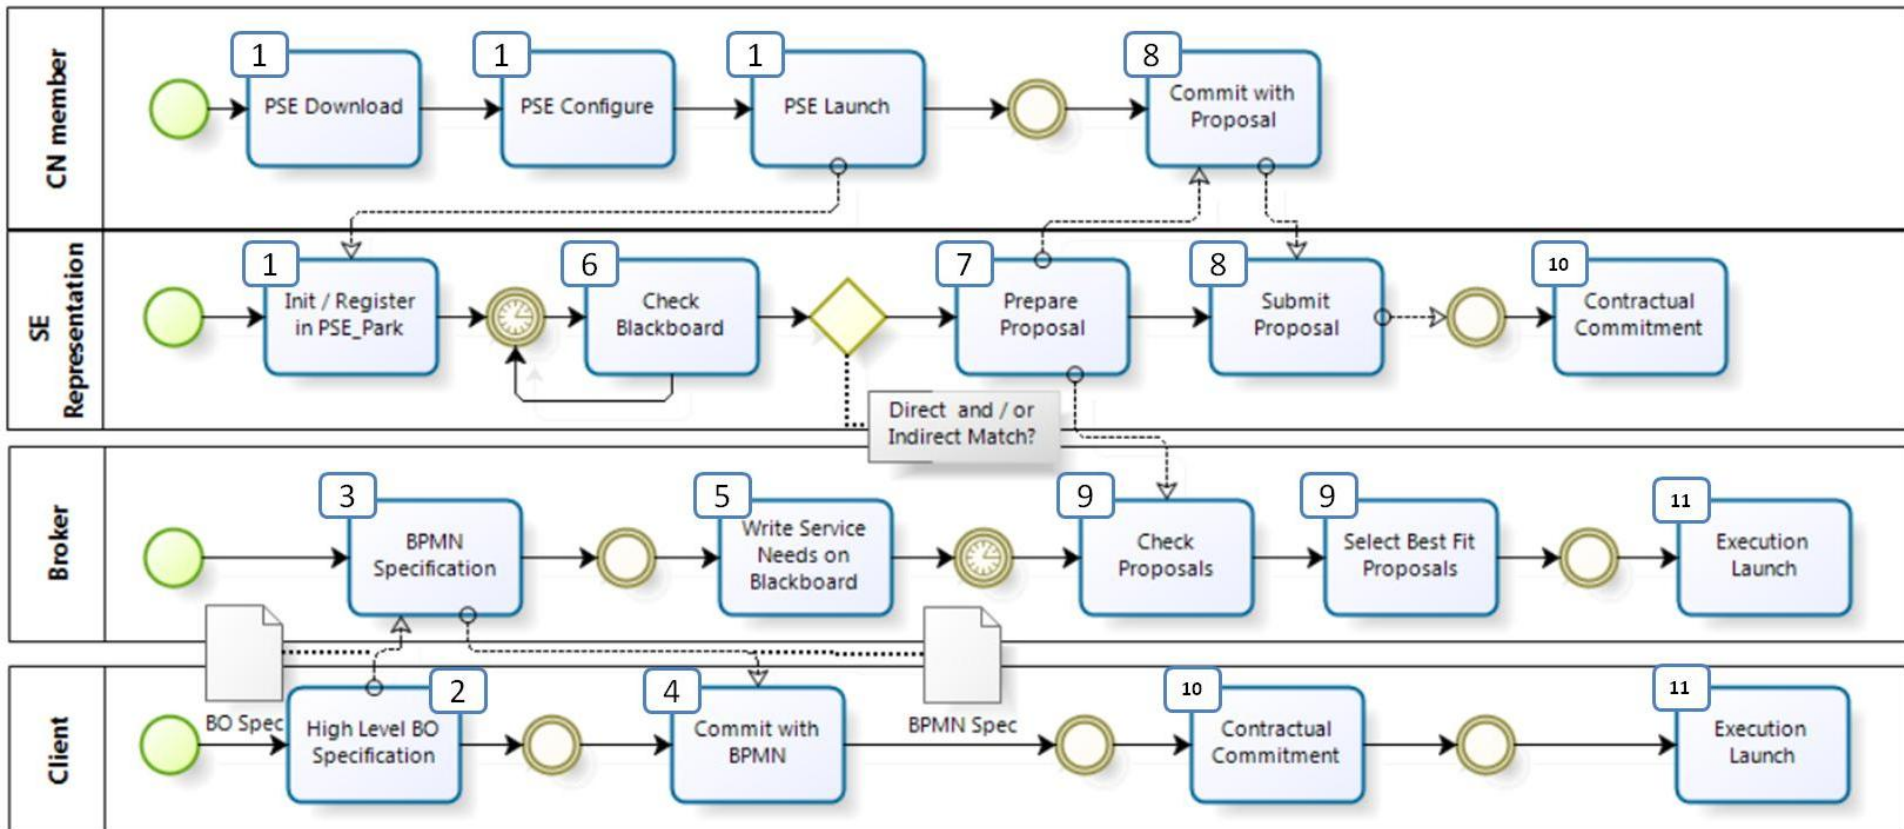 CN member
1
PSE Download
1
PSE Configure
1
PSE Launch
8
Commit with
Proposal
SE
Representation
1
Init / Register
in PSE_Park
6
Check
Blackboard
7
Prepare
Proposal
8
Submit
Proposal
10
Contractual
Commitment
Direct and / or
Indirect Match?
Broker
3
BPMN
Specification
5
Write Service
Needs on
Blackboard
9
Check
Proposals
9
Select Best Fit
Proposals
11
Execution
Launch
Client
BO Spec
2
High Level BO
Specification
4
Commit with
BPMN
BPMN Spec
10
Contractual
Commitment
11
Execution
Launch